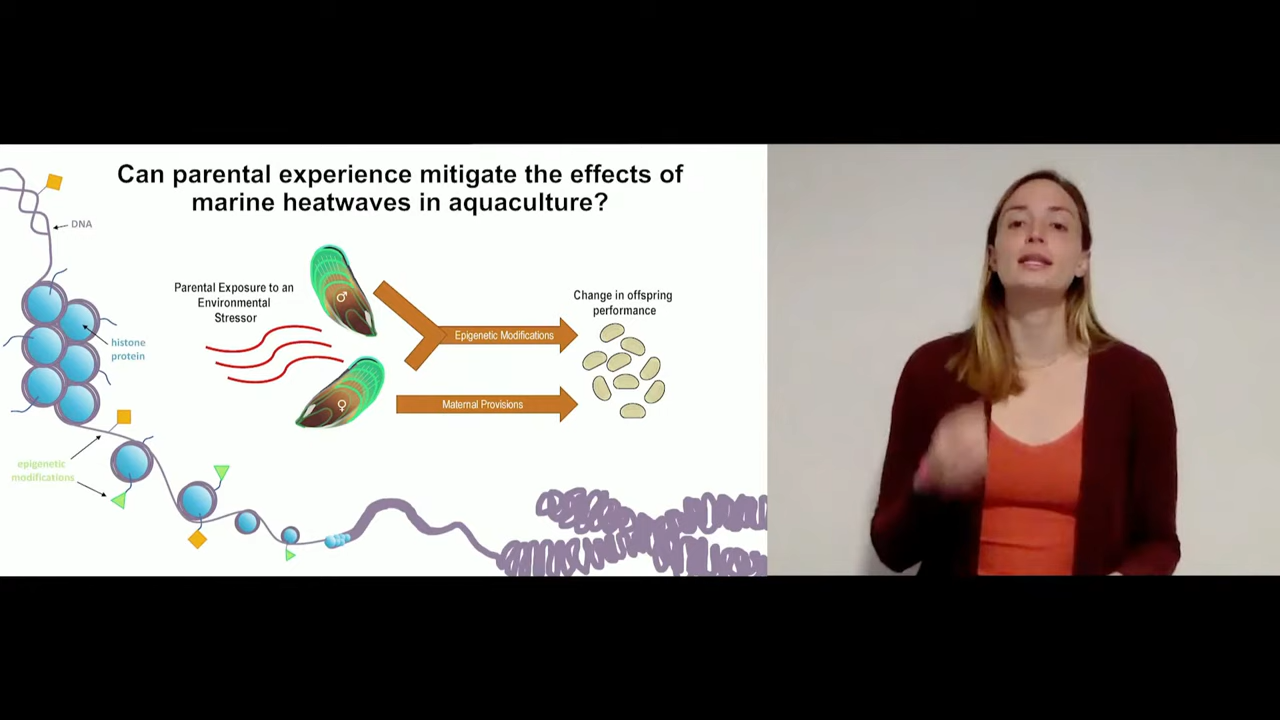 Can parental experience mitigate the effects of
marine heatwaves in aquaculture?
DNA
Parental Exposure to an
Environmental
Stressor
♂
Change in offspring
performance
Epigenetic Modifications
histone
protein
♀
Maternal Provisions
epigenetic
modifications